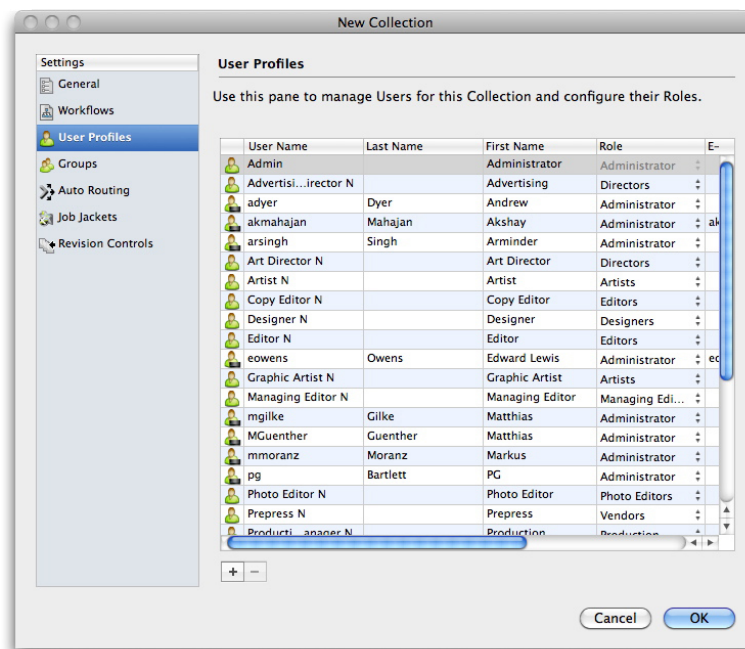 New Collection
Settings
General
Workflows
User Profiles
Groups
Auto Routing
Job Jackets
Revision Controls
User Profiles
Use this pane to manage Users for this Collection and configure their Roles.
User Name Last Name First Name Role E-
Admin Administrator Administrator
Advertisi...irector N Advertising Directors
adyer Dyer Andrew Administrator
akmahajan Mahajan Akshay Administrator ak
arsingh Singh Arminder Administrator
Art Director N Art Director Directors
Artist N Artist Artists
Copy Editor N Copy Editor Editors
Designer N Designer Designers
Editor N Editor Editors
eowens Owens Edward Lewis Administrator eo
Graphic Artist N Graphic Artist Artists
Managing Editor N Managing Editor Managing Edi...
mgilke Gilke Matthias Administrator
MGuenther Guenther Matthias Administrator
mmoranz Moranz Markus Administrator
pg Bartlett PG Administrator
Photo Editor N Photo Editor Photo Editors
Prepress N Prepress Vendors
Producti...anager N Production Production
+ −
Cancel OK